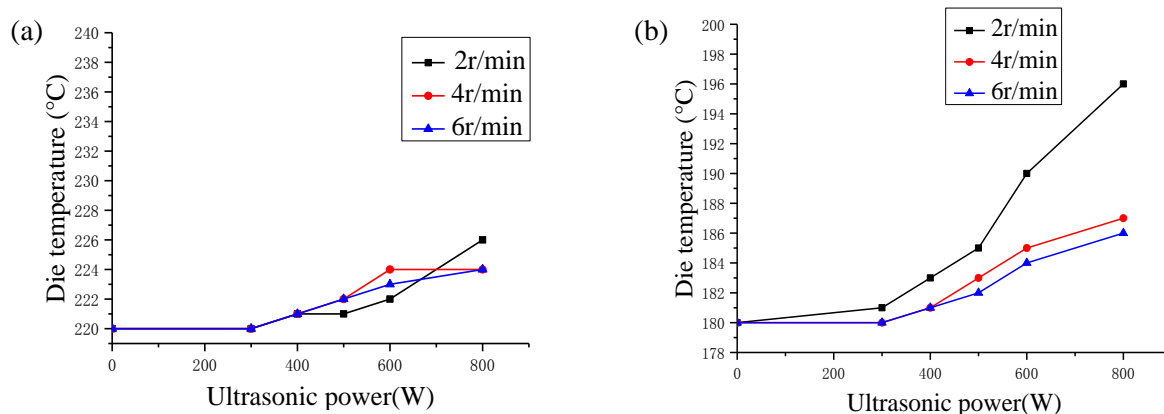 (a)
240
238
236
234
232
230
228
226
224
222
220
Die temperature (°C)
2r/min
4r/min
6r/min
0
200
400
600
800
Ultrasonic power(W)
(b)
200
198
196
194
192
190
188
186
184
182
180
178
Die temperature (°C)
2r/min
4r/min
6r/min
0
200
400
600
800
Ultrasonic power(W)